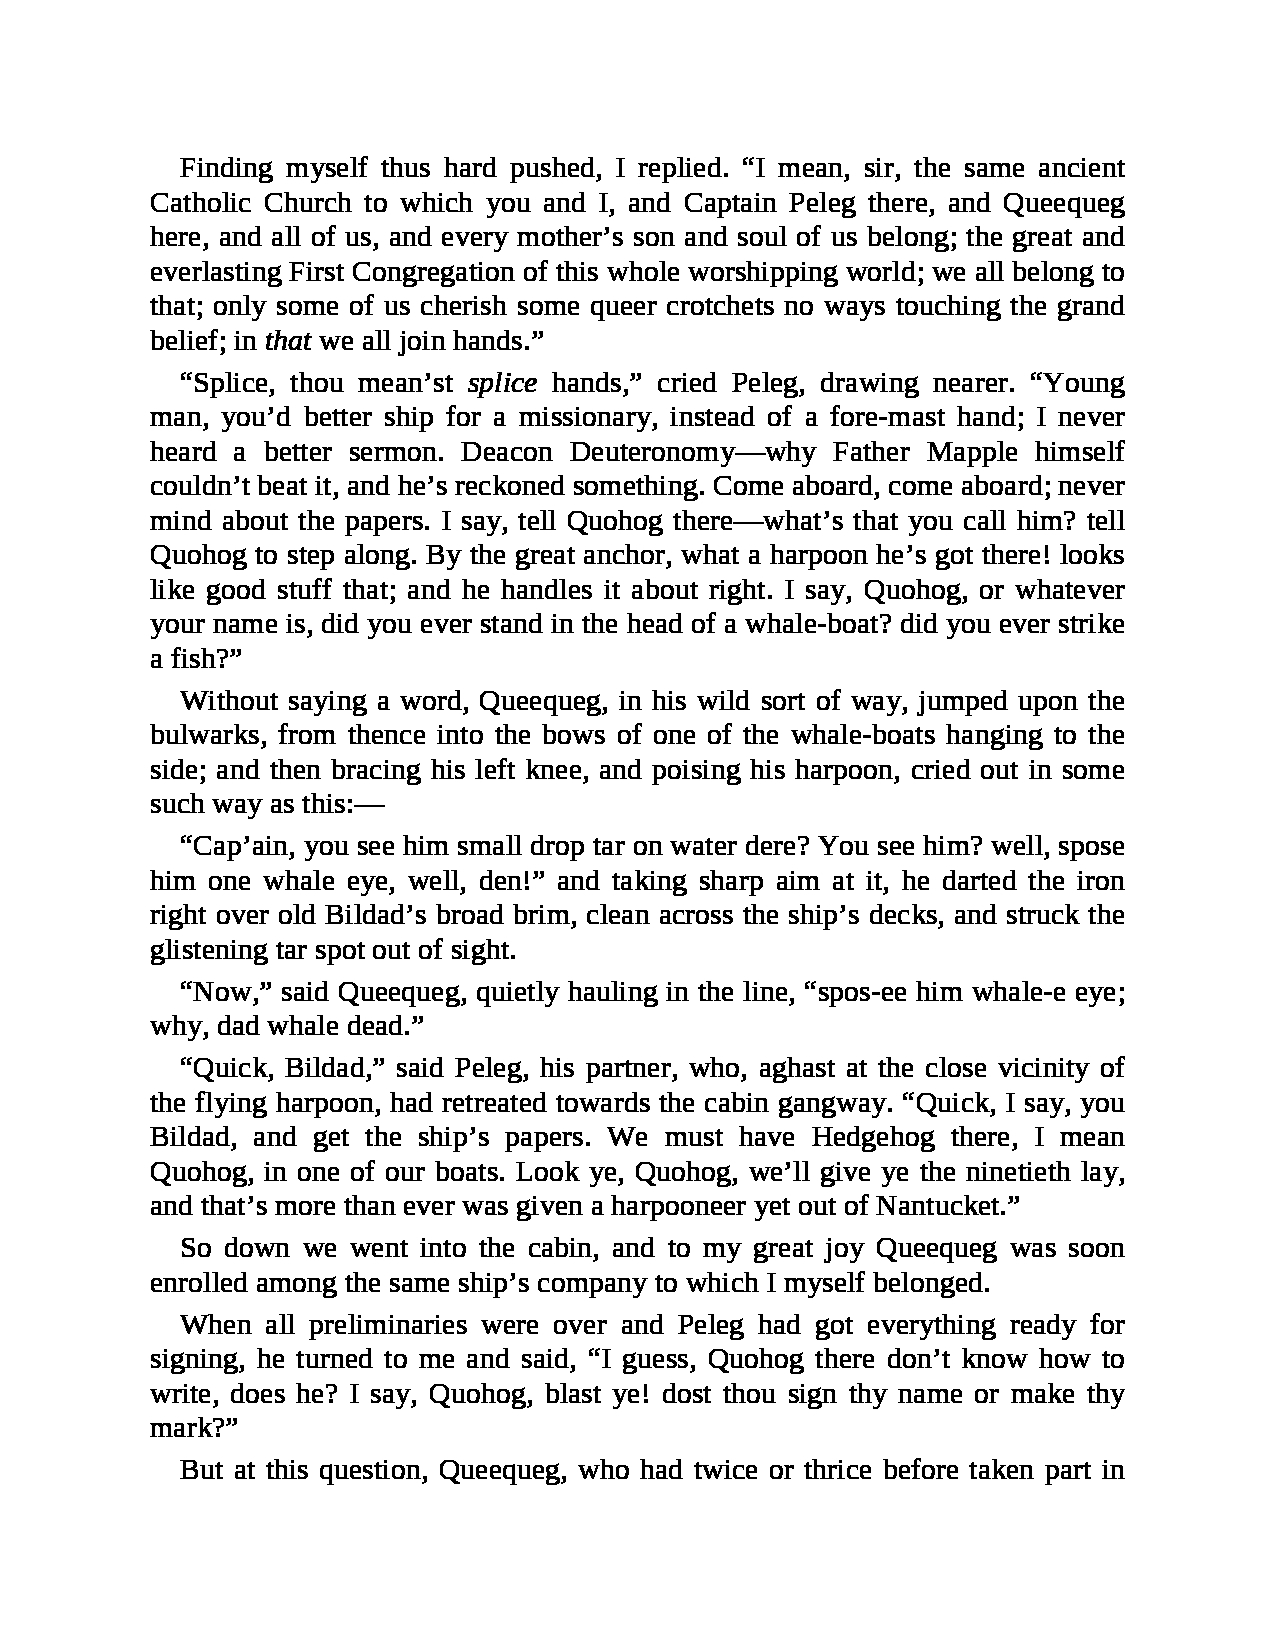 Finding myself thus hard pushed, I replied. “I mean, sir, the same ancient
Catholic Church to which you and I, and Captain Peleg there, and Queequeg
here, and all of us, and every mother’s son and soul of us belong; the great and
everlasting First Congregation of this whole worshipping world; we all belong to
that; only some of us cherish some queer crotchets no ways touching the grand
belief; in that we all join hands.”
“Splice, thou mean’st splice hands,” cried Peleg, drawing nearer. “Young
man, you’d better ship for a missionary, instead of a fore-mast hand; I never
heard a better sermon. Deacon Deuteronomy—why Father Mapple himself
couldn’t beat it, and he’s reckoned something. Come aboard, come aboard; never
mind about the papers. I say, tell Quohog there—what’s that you call him? tell
Quohog to step along. By the great anchor, what a harpoon he’s got there! looks
like good stuff that; and he handles it about right. I say, Quohog, or whatever
your name is, did you ever stand in the head of a whale-boat? did you ever strike
a fish?”
Without saying a word, Queequeg, in his wild sort of way, jumped upon the
bulwarks, from thence into the bows of one of the whale-boats hanging to the
side; and then bracing his left knee, and poising his harpoon, cried out in some
such way as this:—
“Cap’ain, you see him small drop tar on water dere? You see him? well, spose
him one whale eye, well, den!” and taking sharp aim at it, he darted the iron
right over old Bildad’s broad brim, clean across the ship’s decks, and struck the
glistening tar spot out of sight.
“Now,” said Queequeg, quietly hauling in the line, “spos-ee him whale-e eye;
why, dad whale dead.”
“Quick, Bildad,” said Peleg, his partner, who, aghast at the close vicinity of
the flying harpoon, had retreated towards the cabin gangway. “Quick, I say, you
Bildad, and get the ship’s papers. We must have Hedgehog there, I mean
Quohog, in one of our boats. Look ye, Quohog, we’ll give ye the ninetieth lay,
and that’s more than ever was given a harpooneer yet out of Nantucket.”
So down we went into the cabin, and to my great joy Queequeg was soon
enrolled among the same ship’s company to which I myself belonged.
When all preliminaries were over and Peleg had got everything ready for
signing, he turned to me and said, “I guess, Quohog there don’t know how to
write, does he? I say, Quohog, blast ye! dost thou sign thy name or make thy
mark?”
But at this question, Queequeg, who had twice or thrice before taken part in